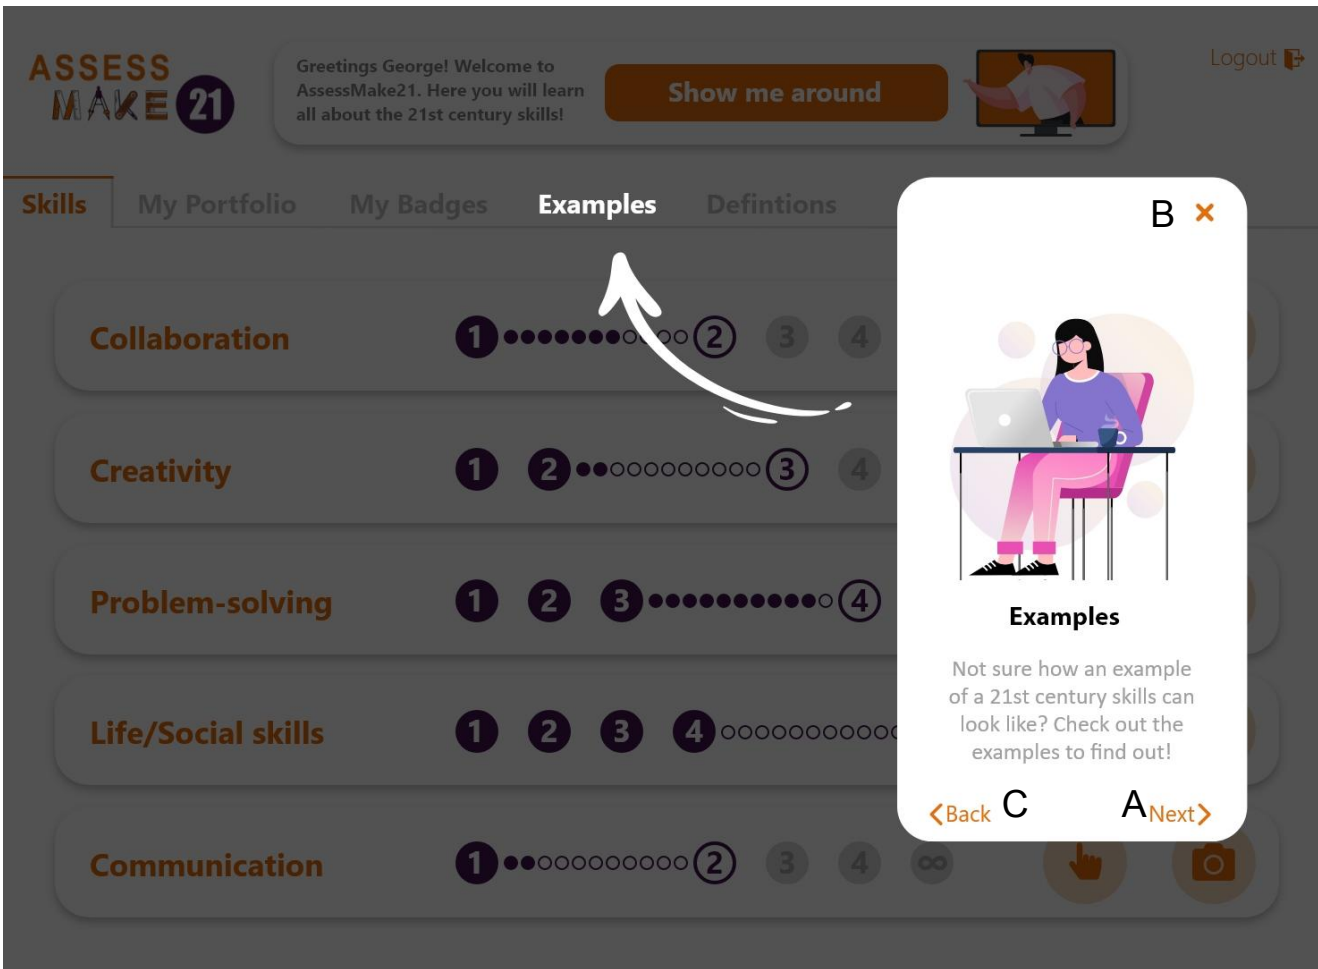 ASSESS
MAKE 21
Greetings George! Welcome to
AssessMake21. Here you will learn
all about the 21st century skills!
Show me around
Logout
Skills
My Portfolio
My Badges
Examples
Defintions
B
Collaboration
1 2 3 4
Creativity
1 2 3 4
Problem-solving
1 2 3 4
Life/Social skills
1 2 3 4
Communication
1 2 3 4 ∞
Examples
Not sure how an example
of a 21st century skills can
look like? Check out the
examples to find out!
Back C
A Next